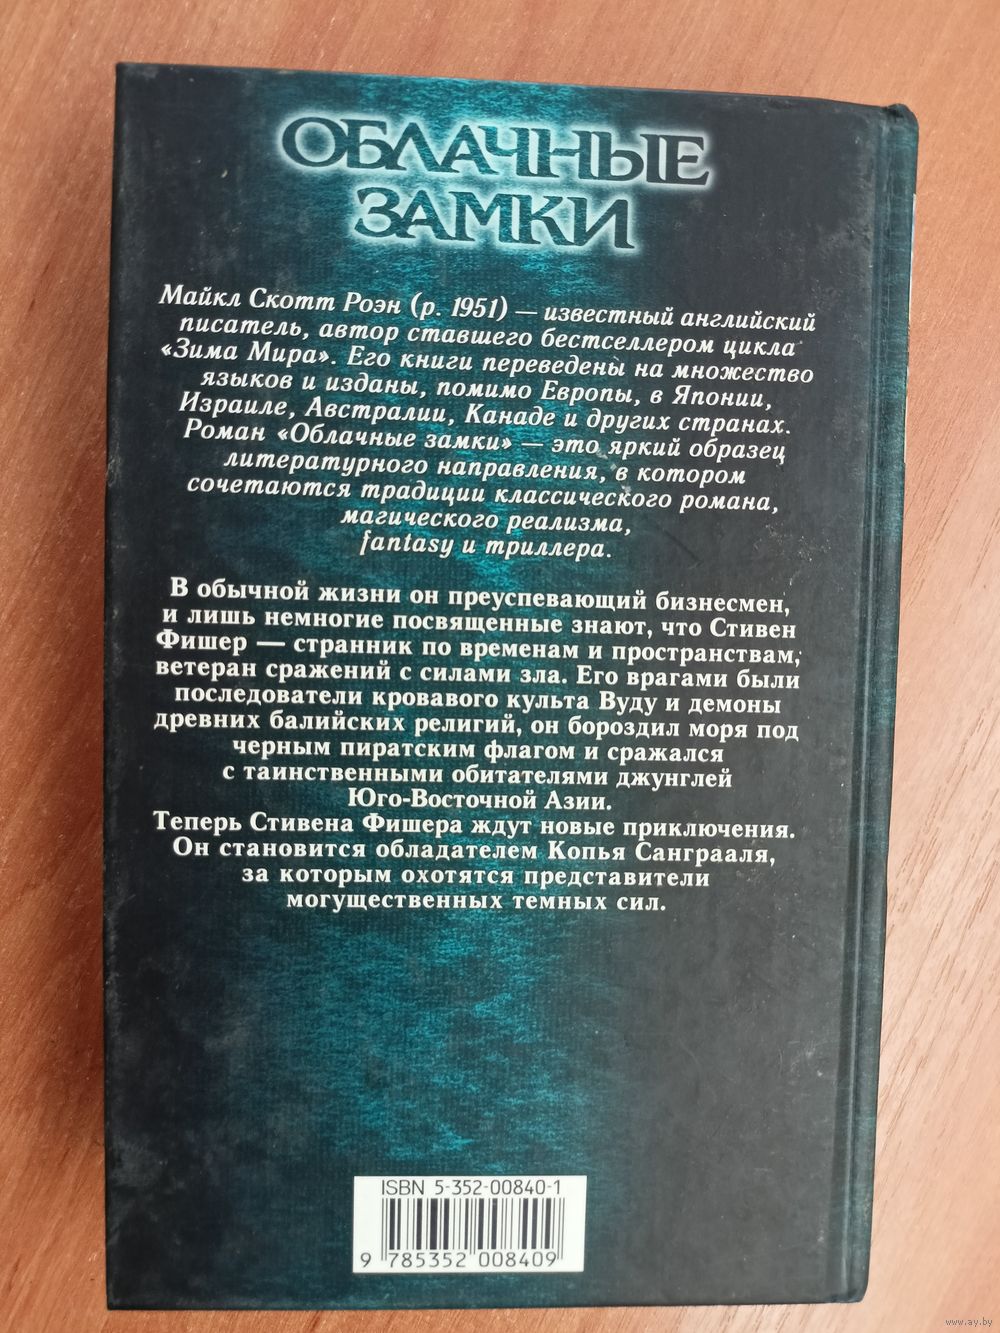 ОБЛАЧНЫЕ
ЗАМКИ
Майкл Скотт Роэн (р. 1951) — известный английский
писатель, автор ставшего бестселлером цикла
«Зима Мира». Его книги переведены на множество
языков и изданы, помимо Европы, в Японии,
Израиле, Австралии, Канаде и других странах.
Роман «Облачные замки» — это яркий образец
литературного направления, в котором
сочетаются традиции классического романа,
магического реализма,
fantasy и триллера.
В обычной жизни он преуспевающий бизнесмен,
и лишь немногие посвященные знают, что Стивен
Фишер — странник по временам и пространствам,
ветеран сражений с силами зла. Его врагами были
последователи кровавого культа Вуду и демоны
древних балийских религий, он бороздил моря под
черным пиратским флагом и сражался
с таинственными обитателями джунглей
Юго-Восточной Азии.
Теперь Стивена Фишера ждут новые приключения.
Он становится обладателем Копья Санграаля,
за которым охотятся представители
могущественных темных сил.
ISBN 5-352-00840-1
9 785352 008409
www.ay.by